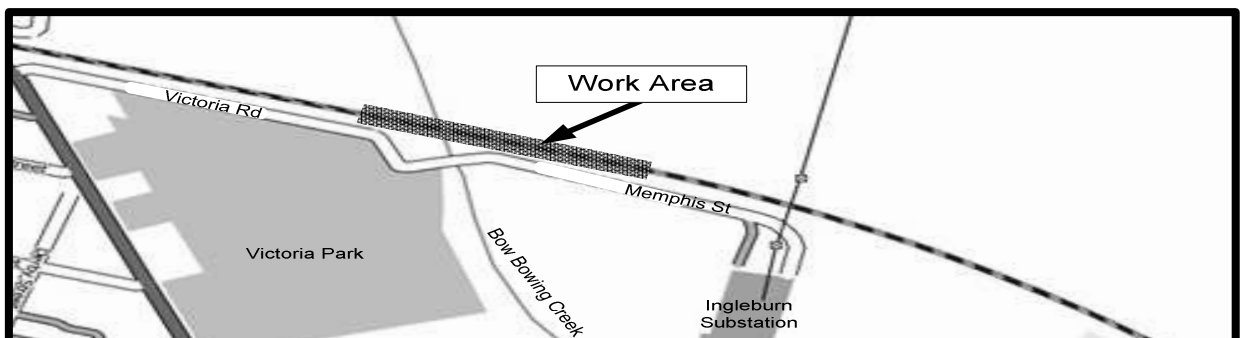 Work Area
Victoria Rd
Memphis St
Victoria Park
Bow Bowing Creek
Ingleburn
Substation